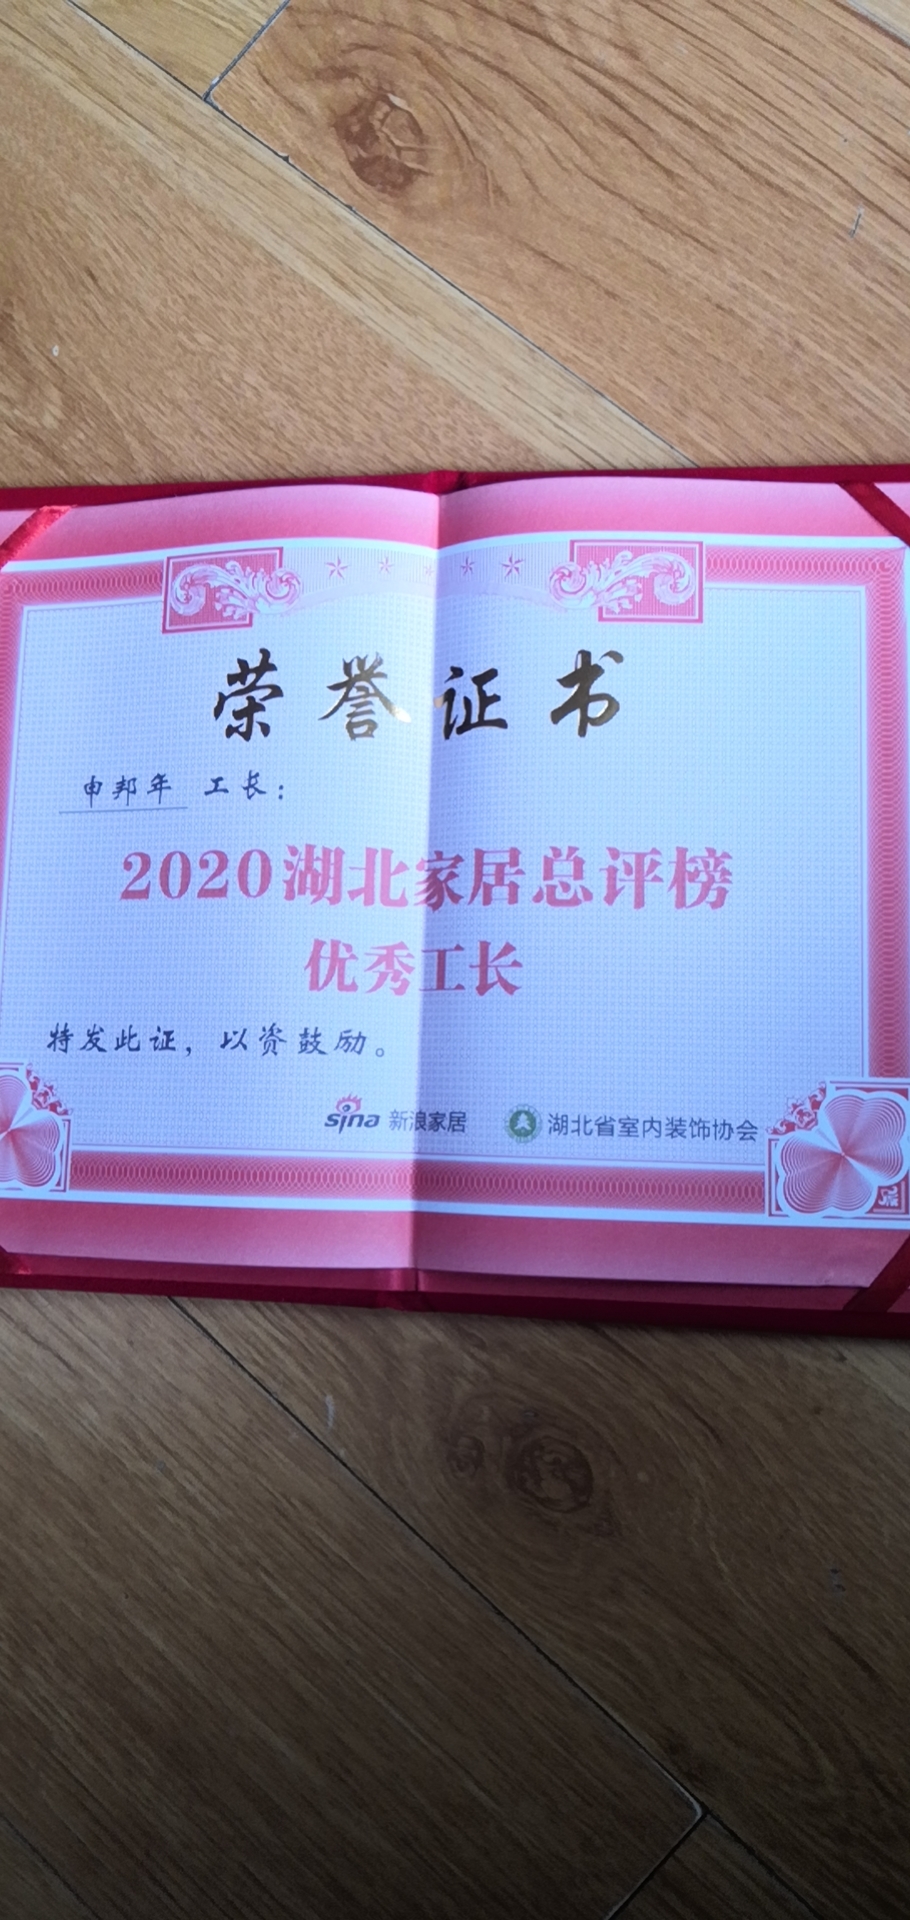 荣誉证书
申邦年 工长：
2020湖北家居总评榜
优秀工长
特发此证，以资鼓励。
sina 新浪家居 湖北省室内装饰协会